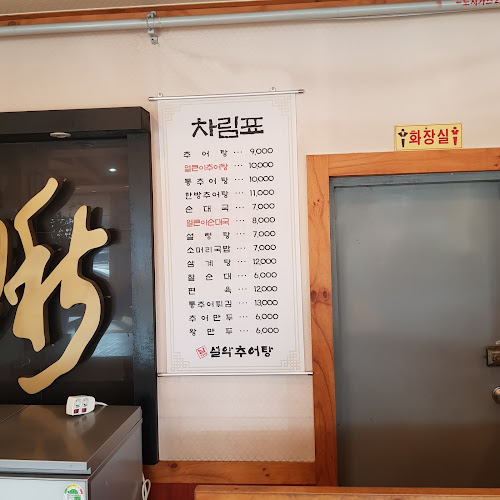 차림표
추어탕 ··· 9,000
얼큰이추어탕 ··· 10,000
통추어탕 ··· 10,000
한방추어탕 ··· 11,000
순대국 ··· 7,000
얼큰이순대국 ··· 8,000
설렁탕 ··· 7,000
소머리국밥 ··· 7,000
삼계탕 ··· 12,000
찰순대 ··· 6,000
편육 ··· 12,000
통추어튀김 ··· 13,000
추어만두 ··· 6,000
왕만두 ··· 6,000
설악추어탕
화장실